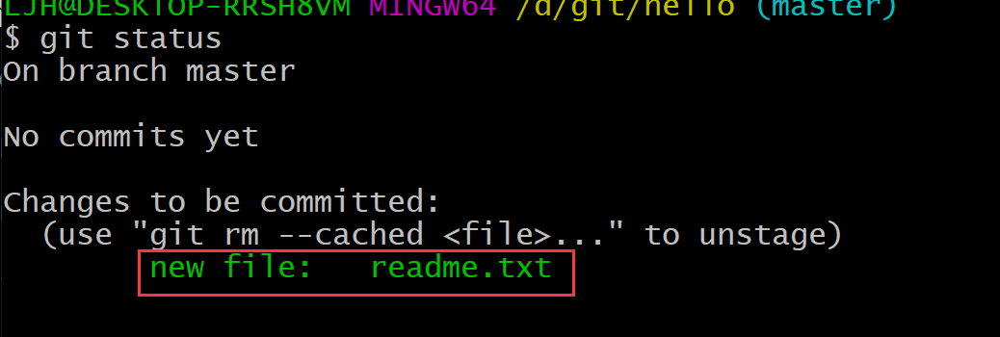 LJH@DESKTOP-RRSH8VM MINGW64 /d/git/hello (master)
$ git status
On branch master
No commits yet
Changes to be committed:
(use "git rm --cached <file>..." to unstage)
new file: readme.txt